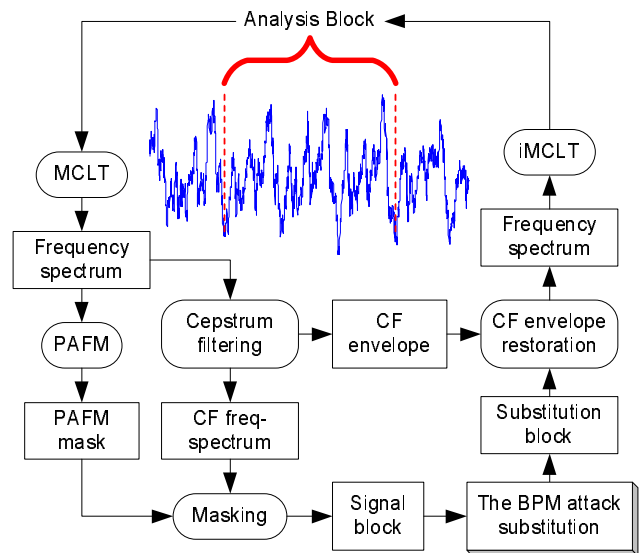 Analysis Block
MCLT
iMCLT
Frequency
spectrum
Frequency
spectrum
PAFM
Cepstrum
filtering
CF
envelope
CF envelope
restoration
PAFM
mask
CF freq-
spectrum
Substitution
block
Masking
Signal
block
The BPM attack
substitution